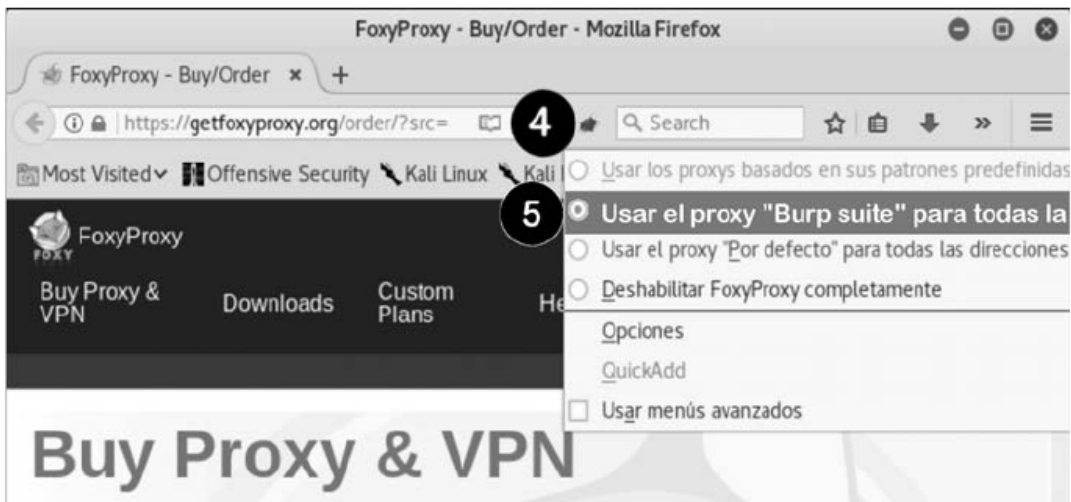 FoxyProxy - Buy/Order - Mozilla Firefox
FoxyProxy - Buy/Order × +
https://getfoxyproxy.org/order/?src=
4
Search
Most Visited
Offensive Security
Kali Linux
Kali
Usar los proxys basados en sus patrones predefinidas
5
Usar el proxy "Burp suite" para todas la
Usar el proxy "Por defecto" para todas las direcciones
Deshabilitar FoxyProxy completamente
Opciones
QuickAdd
Usar menús avanzados
FOXY
FoxyProxy
Buy Proxy &
VPN
Downloads
Custom
Plans
He
Buy Proxy & VPN